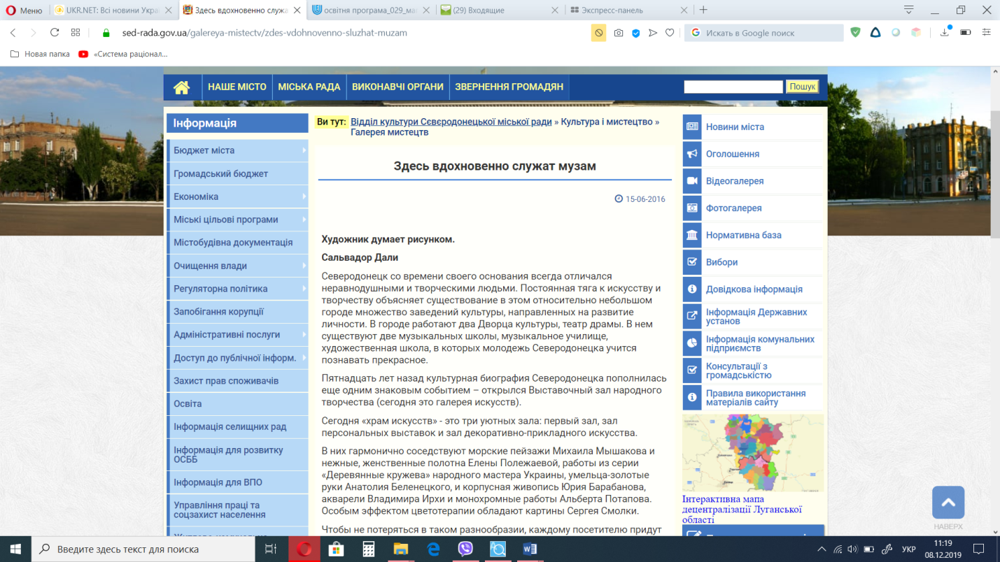 Меню
UKR.NET: Всі новини Украї
Здесь вдохновенно служа
освітня програма_029_ма
(29) Входящие
Экспресс-панель
sed-rada.gov.ua/galereya-mistectv/zdes-vdohnovenno-sluzhat-muzam
Искать в Google поиск
Новая папка
«Система раціонал...
НАШЕ МІСТО
МІСЬКА РАДА
ВИКОНАВЧІ ОРГАНИ
ЗВЕРНЕННЯ ГРОМАДЯН
Пошук
Інформація
Бюджет міста
Громадський бюджет
Економіка
Міські цільові програми
Містобудівна документація
Очищення влади
Регуляторна політика
Запобігання корупції
Адміністративні послуги
Доступ до публічної інформ.
Захист прав споживачів
Освіта
Інформація селищних рад
Інформація для розвитку
ОСББ
Інформація для ВПО
Управління праці та
соцзахист населення
Ви тут: Відділ культури Сєвєродонецької міської ради » Культура і мистецтво »
Галерея мистецтв
Здесь вдохновенно служат музам
15-06-2016
Художник думает рисунком.
Сальвадор Дали
Северодонецк со времени своего основания всегда отличался
неравнодушными и творческими людьми. Постоянная тяга к искусству и
творчеству объясняет существование в этом относительно небольшом
городе множество заведений культуры, направленных на развитие
личности. В городе работают два Дворца культуры, театр драмы. В нем
существуют две музыкальных школы, музыкальное училище,
художественная школа, в которых молодежь Северодонецка учится
познавать прекрасное.
Пятнадцать лет назад культурная биография Северодонецка пополнилась
еще одним знаковым событием – открылся Выставочный зал народного
творчества (сегодня это галерея искусств).
Сегодня «храм искусств» - это три уютных зала: первый зал, зал
персональных выставок и зал декоративно-прикладного искусства.
В них гармонично соседствуют морские пейзажи Михаила Мышакова и
нежные, женственные полотна Елены Полежаевой, работы из серии
«Деревянные кружева» народного мастера Украины, умельца-золотые
руки Анатолия Беленецкого, и корпусная живопись Юрия Барабанова,
акварели Владимира Ирхи и монохромные работы Альберта Потапова.
Особым эффектом цветотерапии обладают картины Сергея Смолки.
Чтобы не потеряться в таком разнообразии, каждому посетителю придут
Новини міста
Оголошення
Відеогалерея
Фотогалерея
Нормативна база
Вибори
Довідкова інформація
Інформація Державних
установ
Інформація комунальних
підприємств
Консультації з
громадськістю
Правила використання
матеріалів сайту
Інтерактивна мапа
децентралізації Луганської
області
НАВЕРХ
Введите здесь текст для поиска
УКР
11:19
08.12.2019